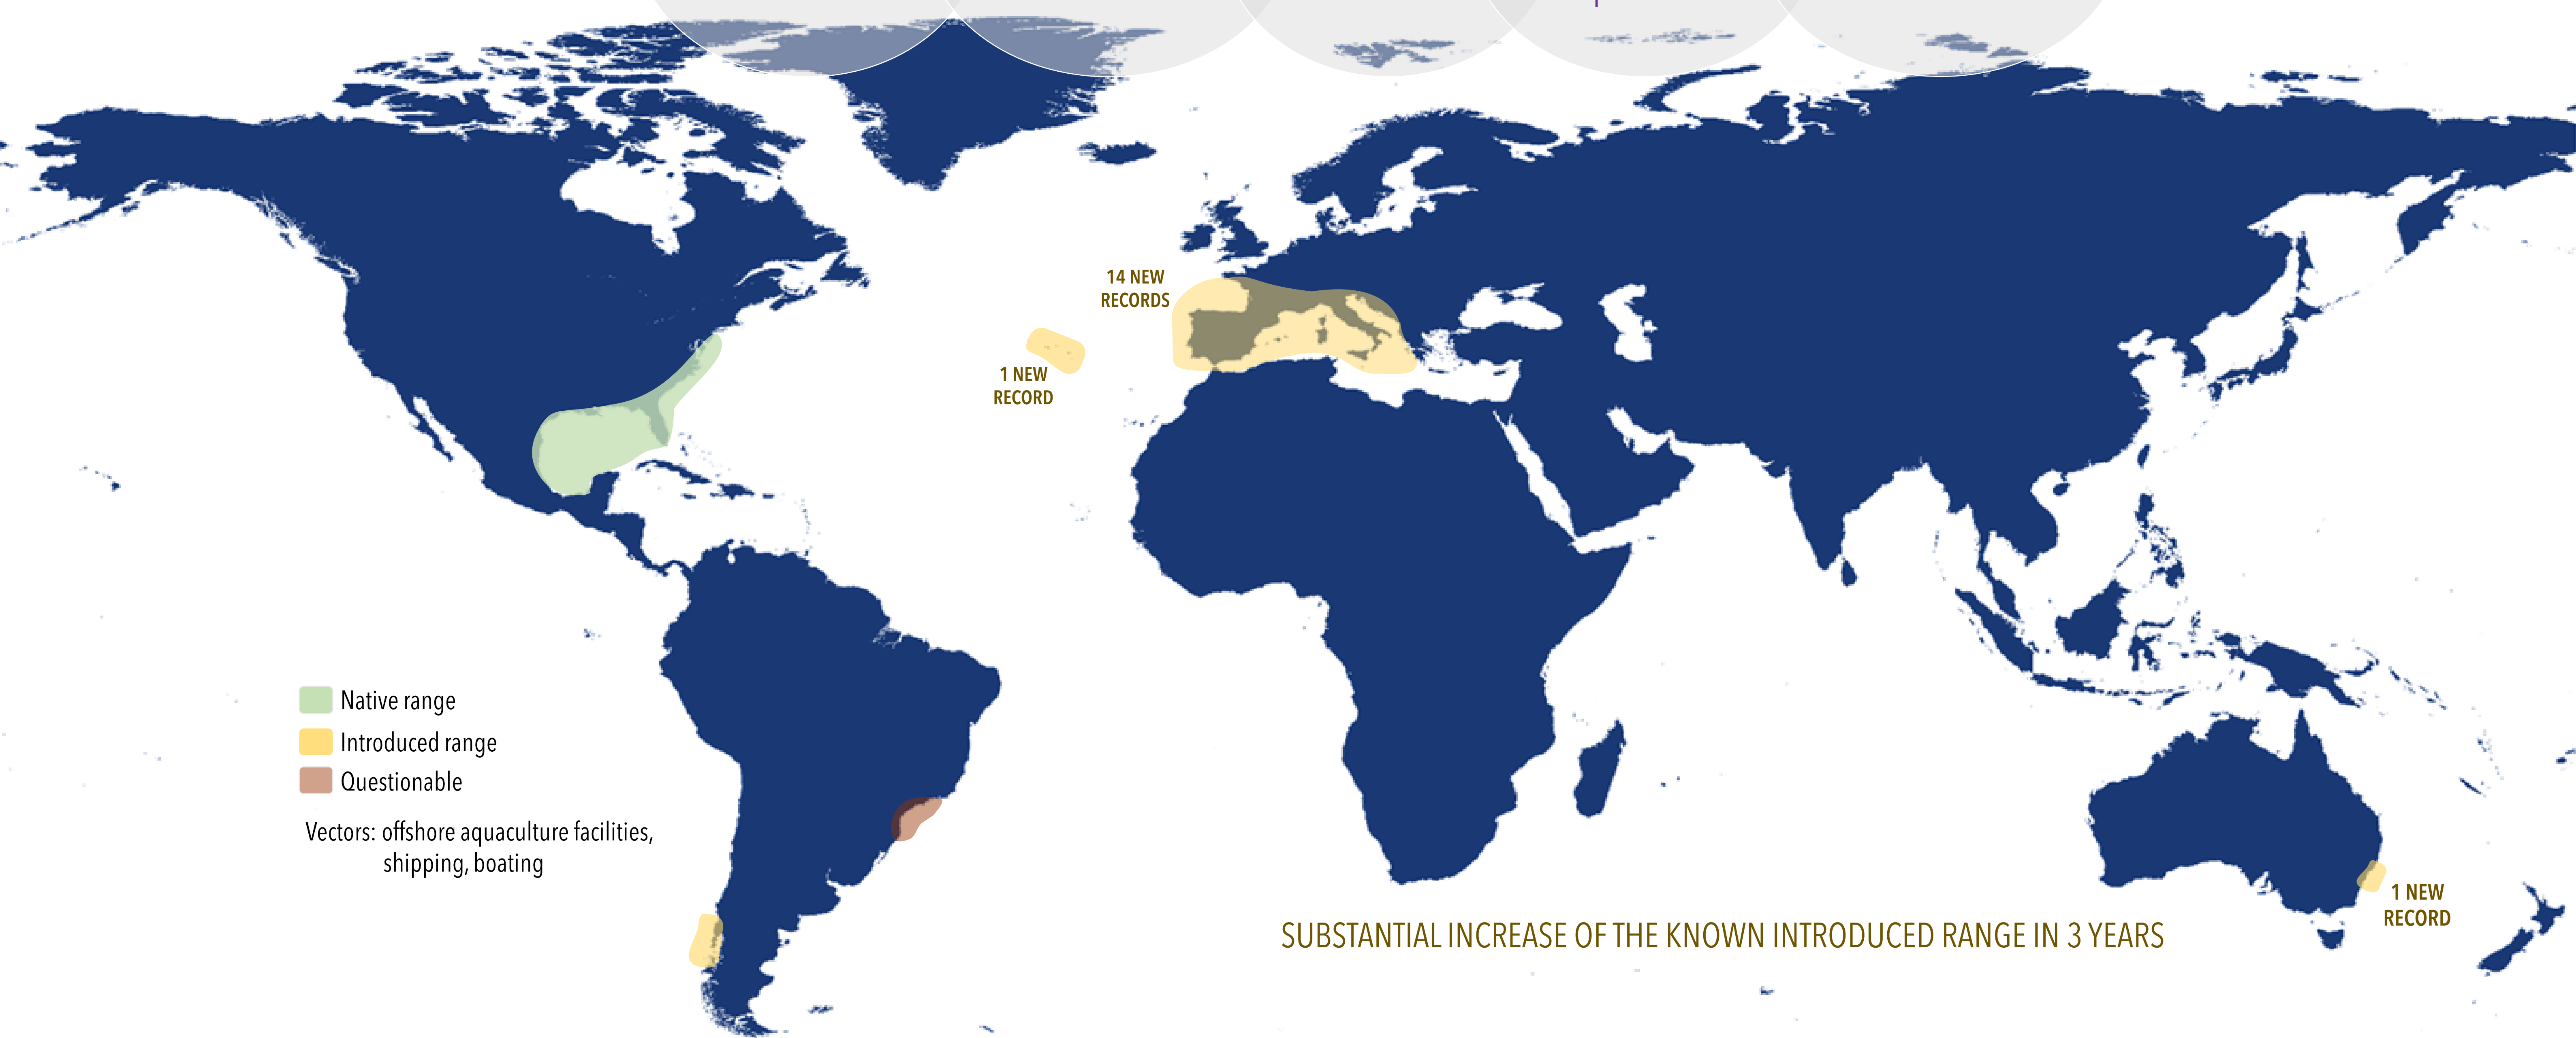 14 NEW
RECORDS
1 NEW
RECORD
Native range
Introduced range
Questionable
Vectors: offshore aquaculture facilities,
shipping, boating
1 NEW
RECORD
SUBSTANTIAL INCREASE OF THE KNOWN INTRODUCED RANGE IN 3 YEARS